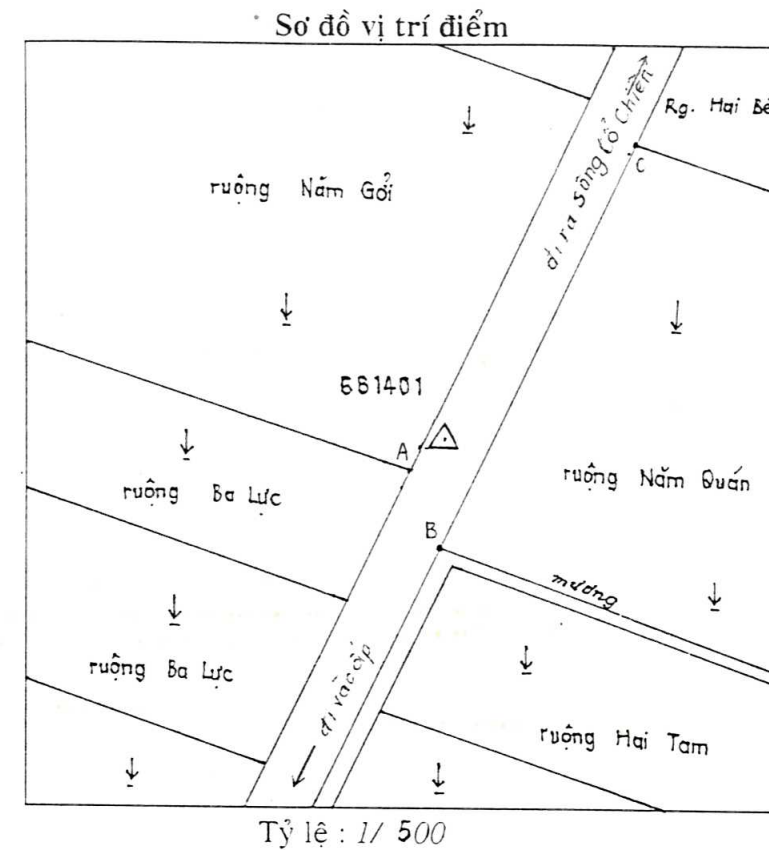 Sơ đồ vị trí điểm
Rg. Hai Bé
đi ra sông Cổ Chiên
C
ruộng Năm Gởi
681401
A
ruộng Ba Lực
ruộng Năm Quán
B
mương
ruộng Ba Lực
đi vào ấp
ruộng Hai Tam
Tỷ lệ : 1/ 500